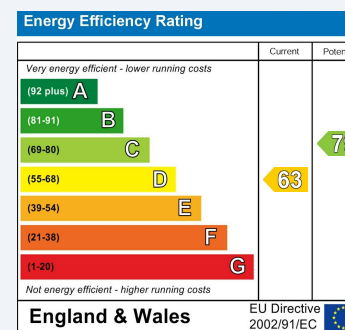 Energy Efficiency Rating
Current
Very energy efficient - lower running costs
(92 plus) A
(81-91) B
(69-80) C
(55-68) D
63
(39-54) E
(21-38) F
(1-20) G
Not energy efficient - higher running costs
England & Wales
EU Directive
2002/91/EC